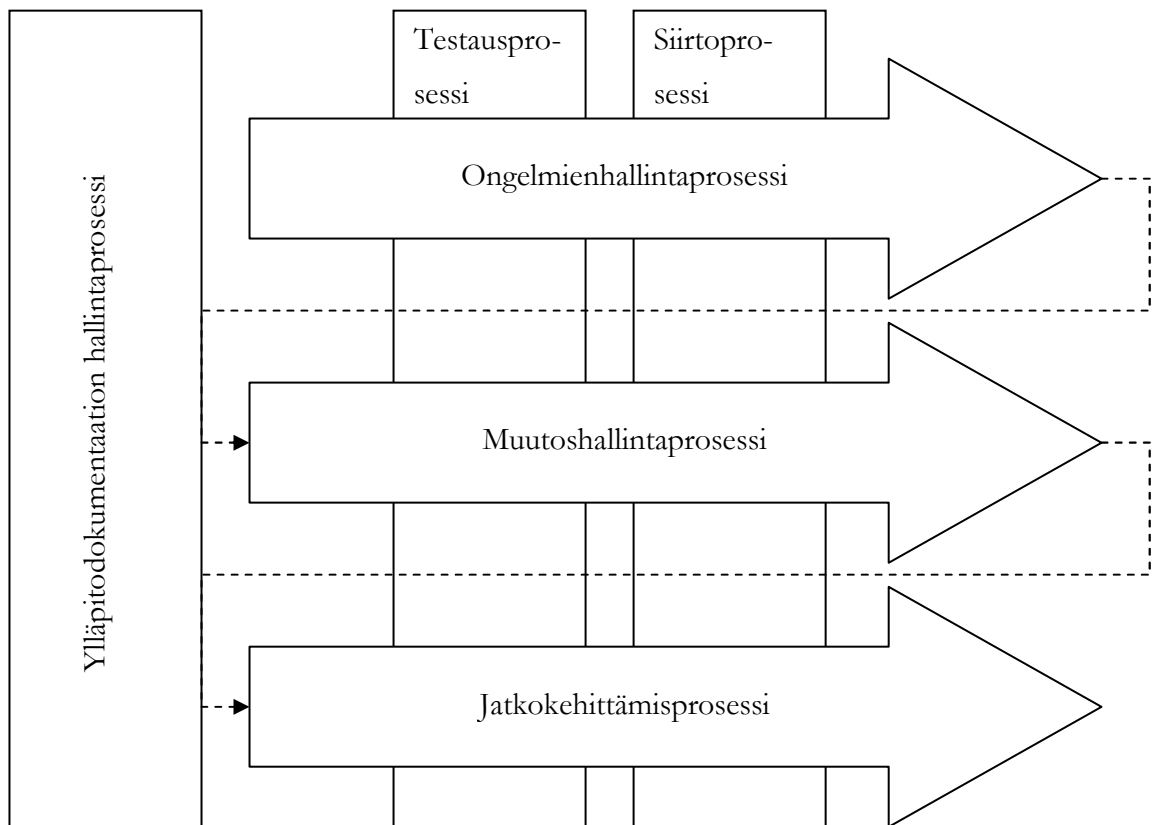 Testauspro-
sessi
Siirtopro-
sessi
Ongelmienhallintaprosessi
Ylläpitodokumentaation hallintaprosessi
Muutoshallintaprosessi
Jatkokehittämisprosessi